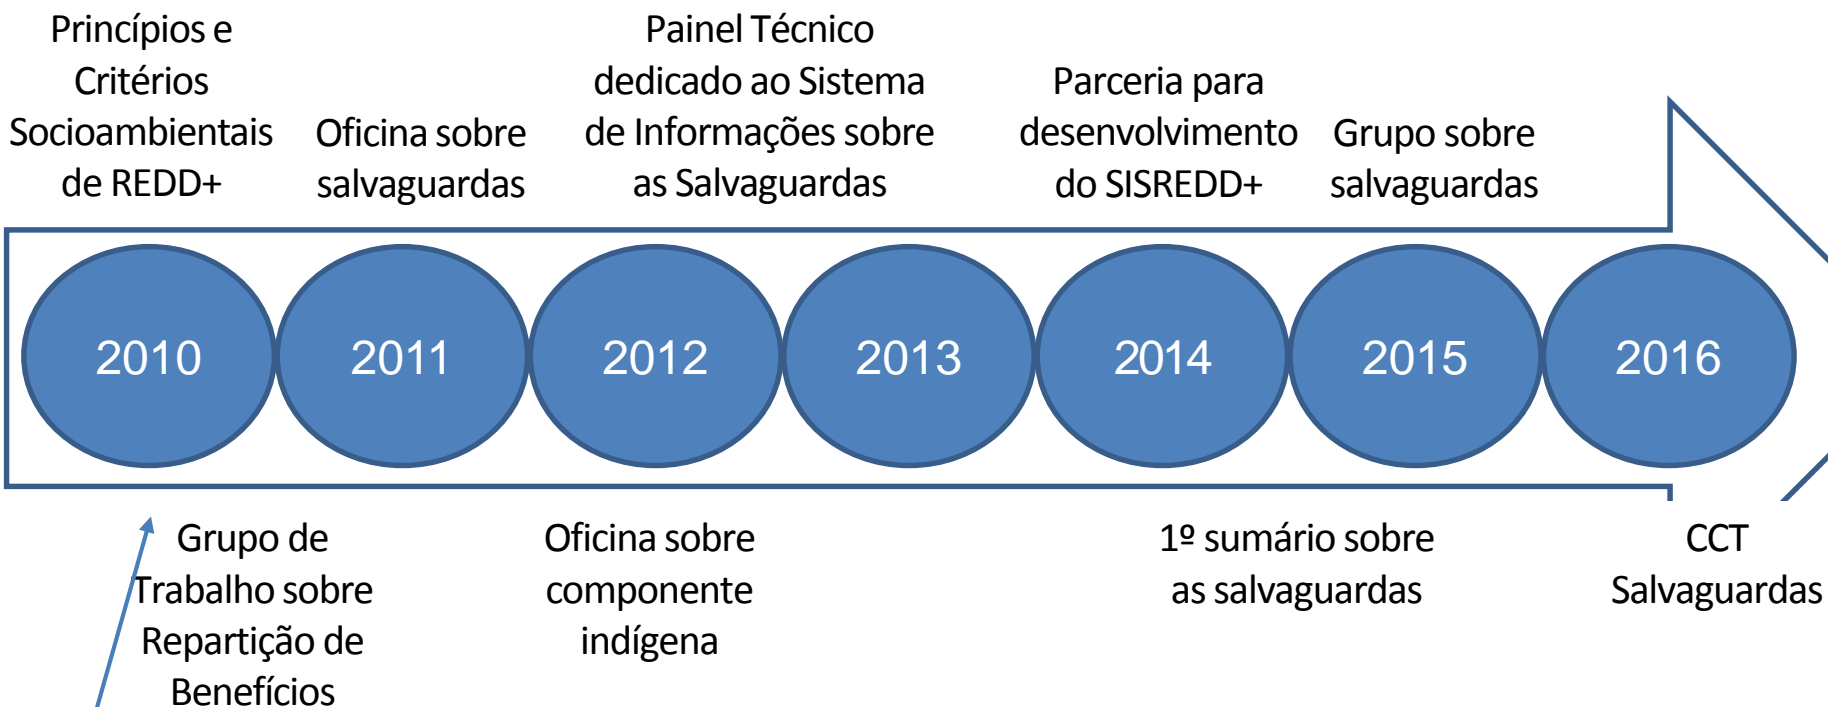 Princípios e
Critérios
Socioambientais
de REDD+
Oficina sobre
salvaguardas
Painel Técnico
dedicado ao Sistema
de Informações sobre
as Salvaguardas
Parceria para
desenvolvimento
do SISREDD+
Grupo sobre
salvaguardas
2010
2011
2012
2013
2014
2015
2016
Grupo de
Trabalho sobre
Repartição de
Benefícios
Oficina sobre
componente
indígena
1º sumário sobre
as salvaguardas
CCT
Salvaguardas